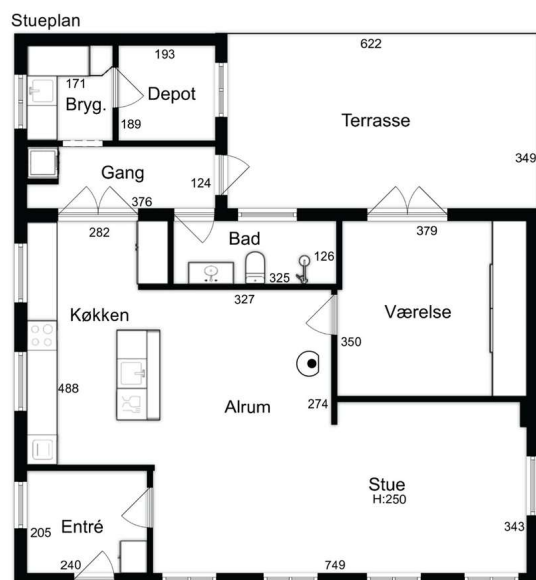 Stueplan
622
193
171
Bryg.
Depot
189
Terrasse
349
Gang
124
376
282
Bad
126
325
379
327
Køkken
Værelse
350
488
274
Alrum
Stue
H:250
343
205
Entré
240
749